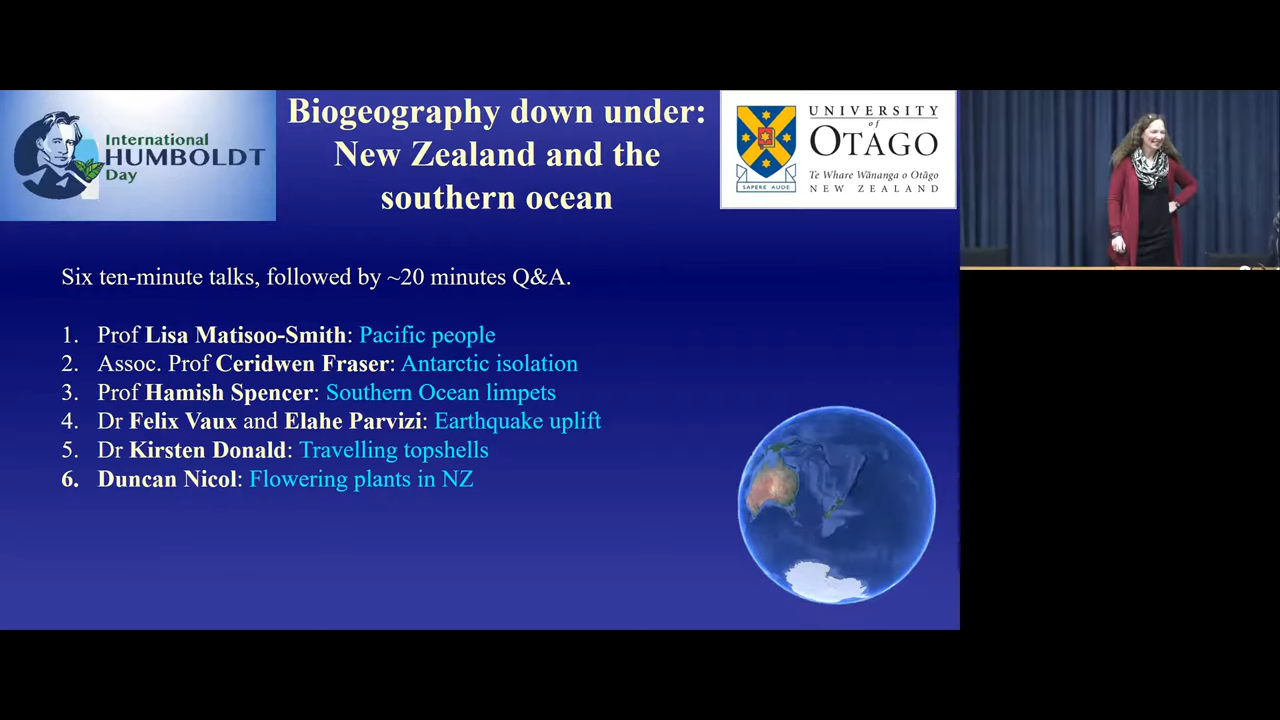 International
HUMBOLDT
Day
Biogeography down under:
New Zealand and the
southern ocean
UNIVERSITY
of
OTAGO
Te Whare Wānanga o Otāgo
NEW ZEALAND
SAPERE AUDE
Six ten-minute talks, followed by ~20 minutes Q&A.
1. Prof Lisa Matisoo-Smith: Pacific people
2. Assoc. Prof Ceridwen Fraser: Antarctic isolation
3. Prof Hamish Spencer: Southern Ocean limpets
4. Dr Felix Vaux and Elahe Parvizi: Earthquake uplift
5. Dr Kirsten Donald: Travelling topshells
6. Duncan Nicol: Flowering plants in NZ